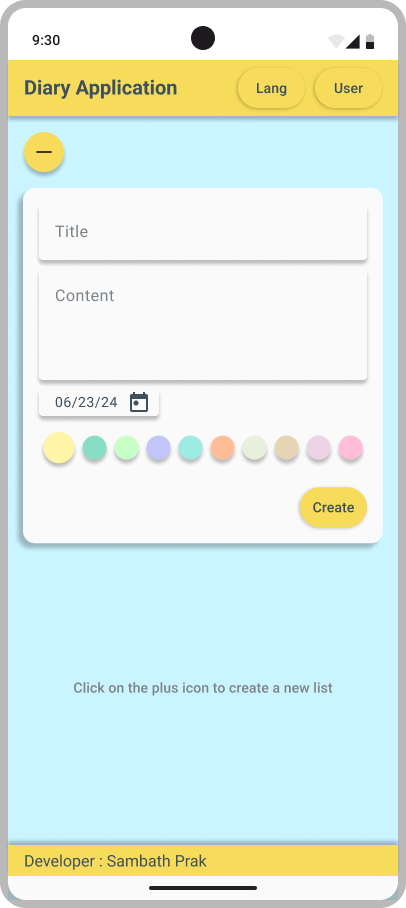 9:30
Diary Application
Lang
User
Title
Content
06/23/24
Create
Click on the plus icon to create a new list
Developer : Sambath Prak